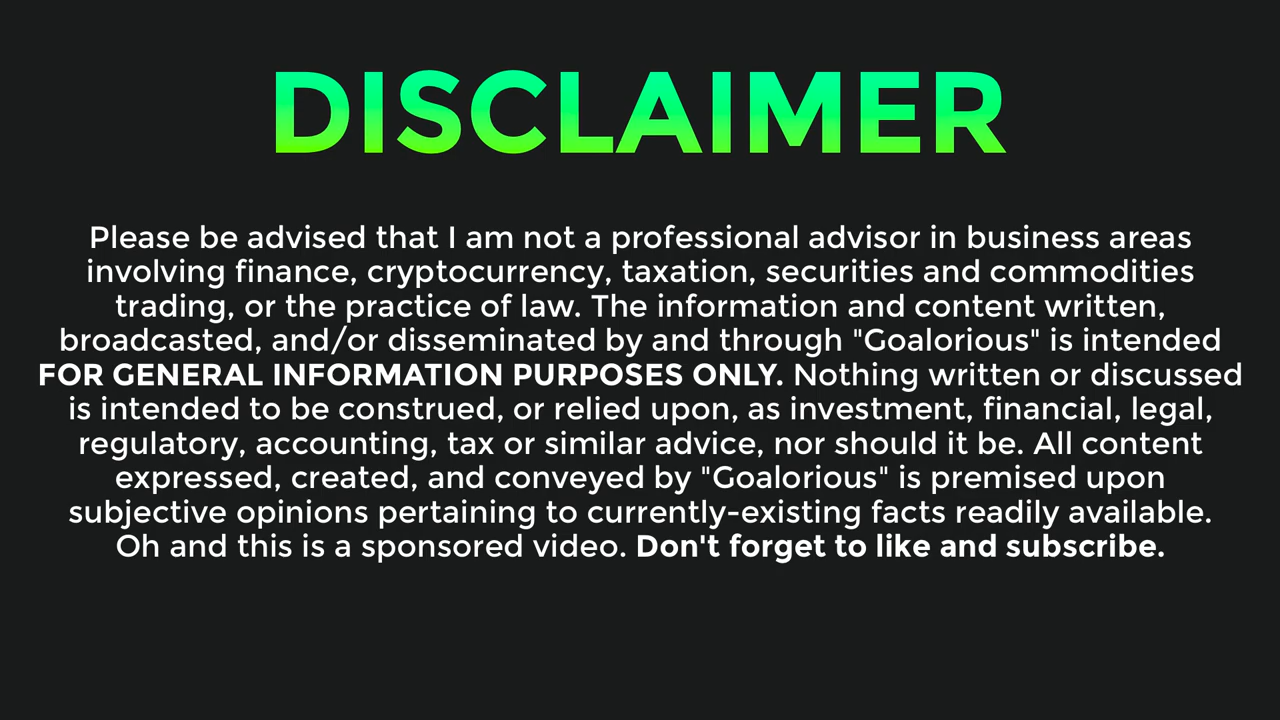 DISCLAIMER
Please be advised that I am not a professional advisor in business areas
involving finance, cryptocurrency, taxation, securities and commodities
trading, or the practice of law. The information and content written,
broadcasted, and/or disseminated by and through "Goalorious" is intended
FOR GENERAL INFORMATION PURPOSES ONLY. Nothing written or discussed
is intended to be construed, or relied upon, as investment, financial, legal,
regulatory, accounting, tax or similar advice, nor should it be. All content
expressed, created, and conveyed by "Goalorious" is premised upon
subjective opinions pertaining to currently-existing facts readily available.
Oh and this is a sponsored video. Don't forget to like and subscribe.